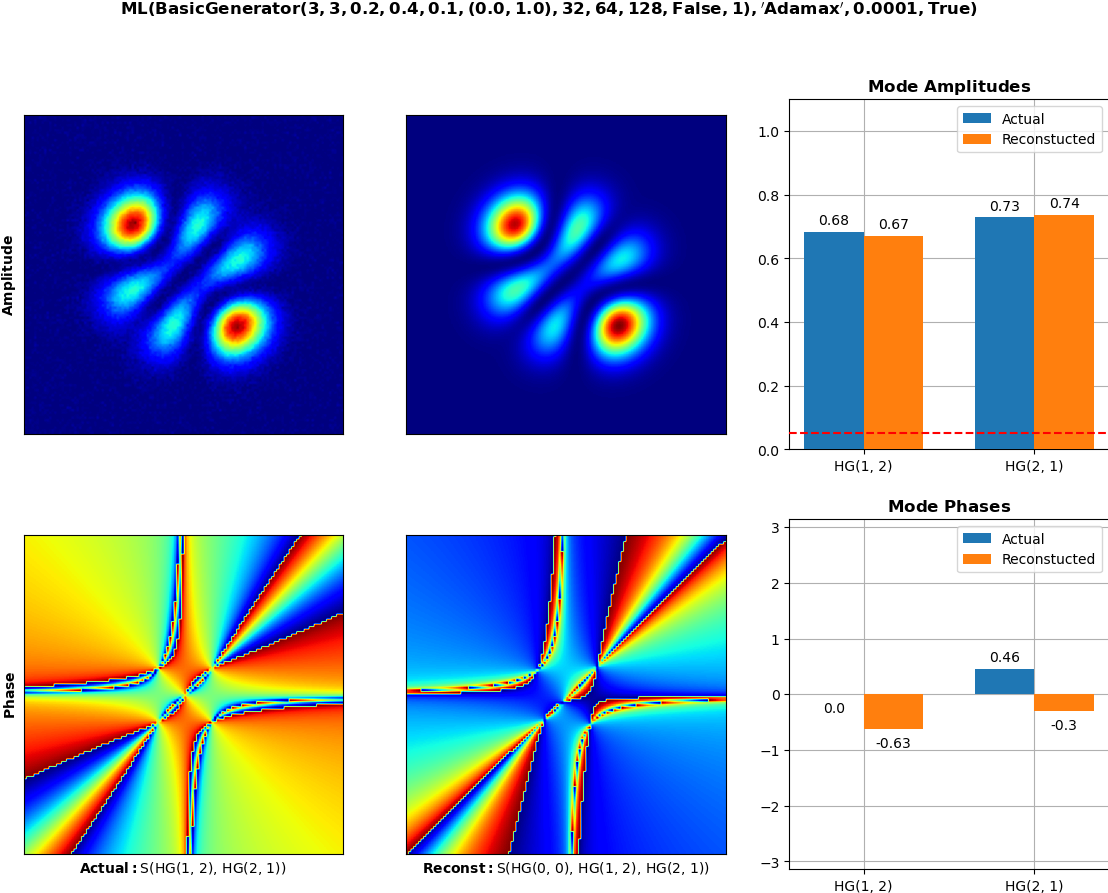 ML(BasicGenerator(3, 3, 0.2, 0.4, 0.1, (0.0, 1.0), 32, 64, 128, False, 1), ′Adamax′, 0.0001, True)
Mode Amplitudes
Actual
Reconstucted
1.0
0.8
0.6
0.4
0.2
0.0
0.68
0.67
0.73
0.74
HG(1, 2)
HG(2, 1)
Amplitude
Mode Phases
Actual
Reconstucted
3
2
1
0
−1
−2
−3
0.0
-0.63
0.46
-0.3
HG(1, 2)
HG(2, 1)
Phase
Actual: S(HG(1, 2), HG(2, 1))
Reconst: S(HG(0, 0), HG(1, 2), HG(2, 1))